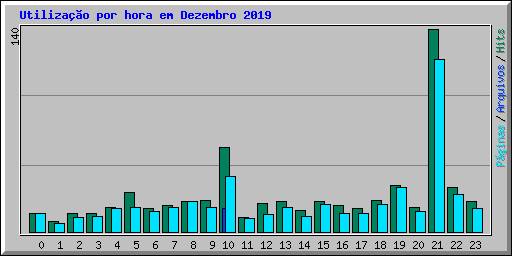 Utilização por hora em Dezembro 2019
140
Páginas / Arquivos / Hits
0 1 2 3 4 5 6 7 8 9 10 11 12 13 14 15 16 17 18 19 20 21 22 23